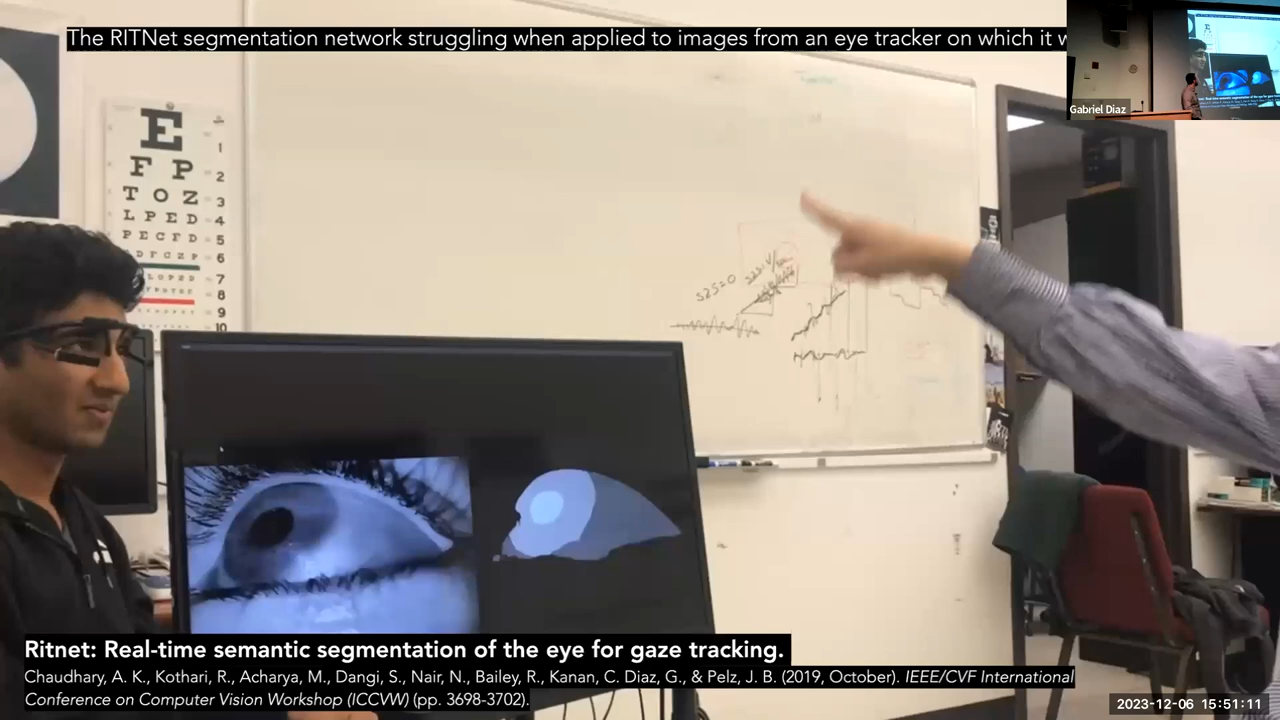 The RITNet segmentation network struggling when applied to images from an eye tracker on which it w
Gabriel Diaz
E 1
F P 2
T O Z 3
L P E D 4
P E C F D 5
6
7
8
9
10
S2S=0
Ritnet: Real-time semantic segmentation of the eye for gaze tracking.
Chaudhary, A. K., Kothari, R., Acharya, M., Dangi, S., Nair, N., Bailey, R., Kanan, C. Diaz, G., & Pelz, J. B. (2019, October). IEEE/CVF International
Conference on Computer Vision Workshop (ICCVW) (pp. 3698-3702).
2023-12-06 15:51:11